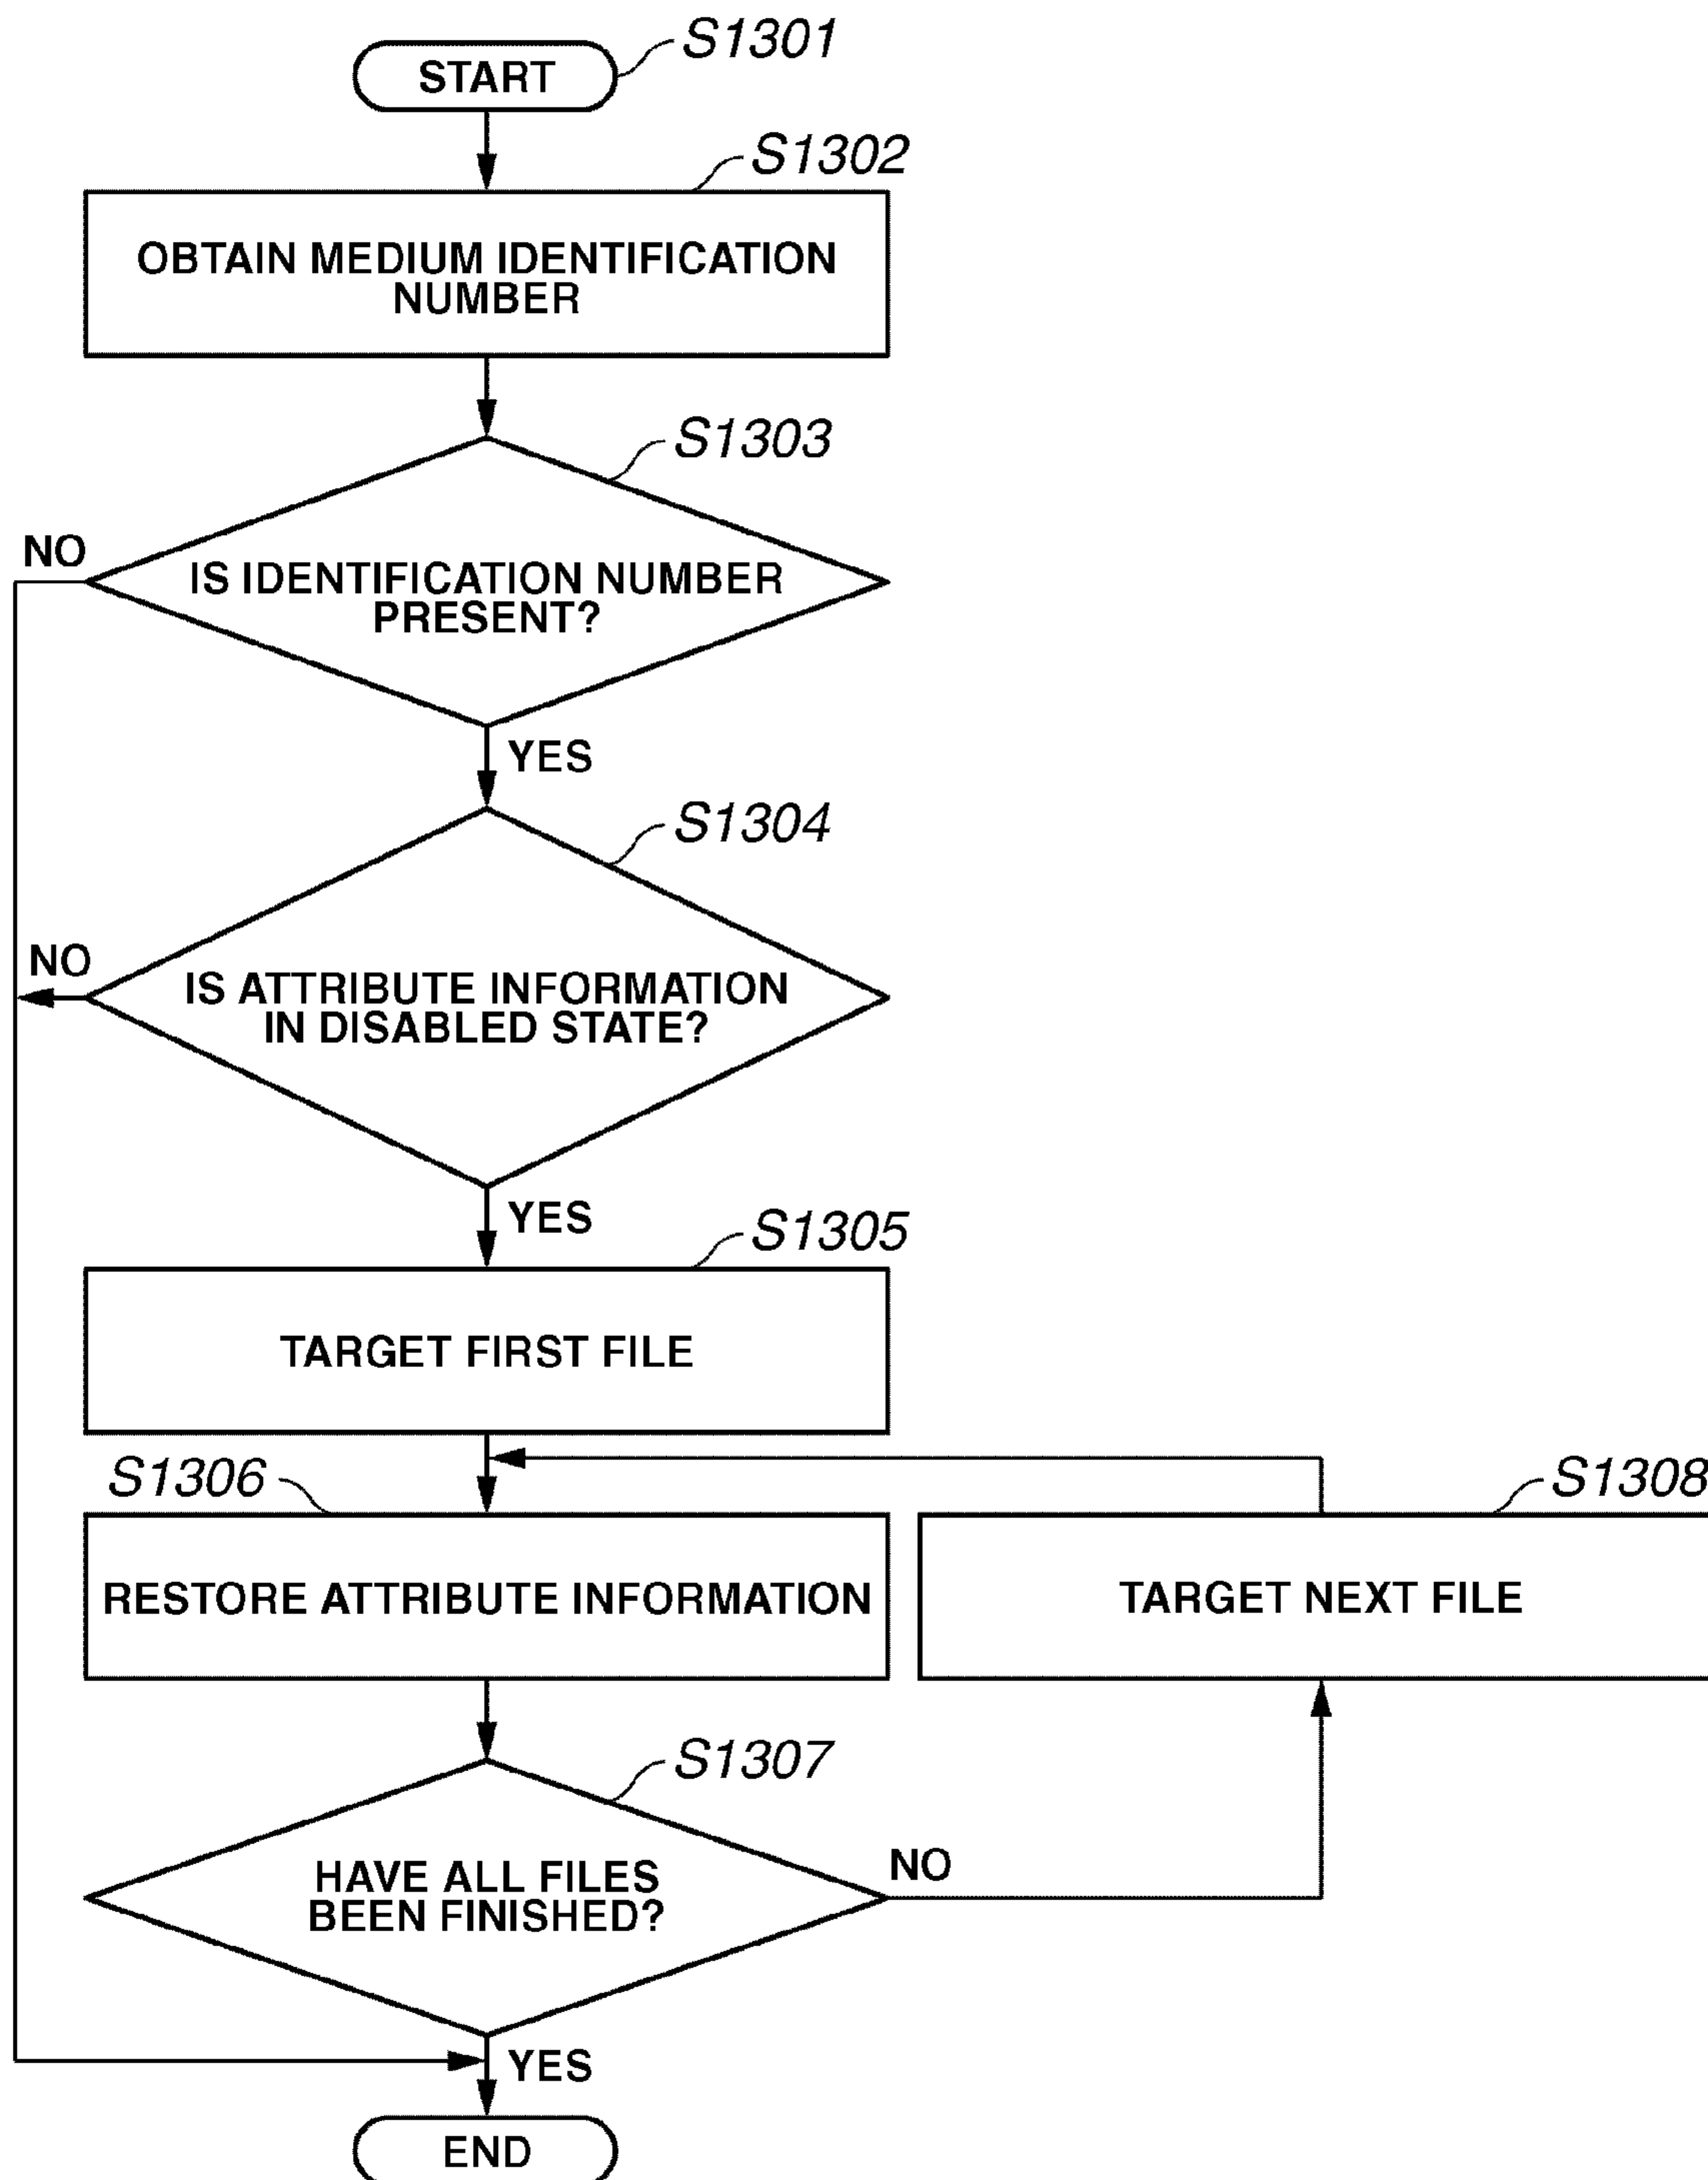 S1301
START
S1302
OBTAIN MEDIUM IDENTIFICATION
NUMBER
S1303
NO
IS IDENTIFICATION NUMBER
PRESENT?
YES
S1304
NO
IS ATTRIBUTE INFORMATION
IN DISABLED STATE?
YES
S1305
TARGET FIRST FILE
S1306
S1308
RESTORE ATTRIBUTE INFORMATION
TARGET NEXT FILE
S1307
HAVE ALL FILES
BEEN FINISHED?
NO
YES
END